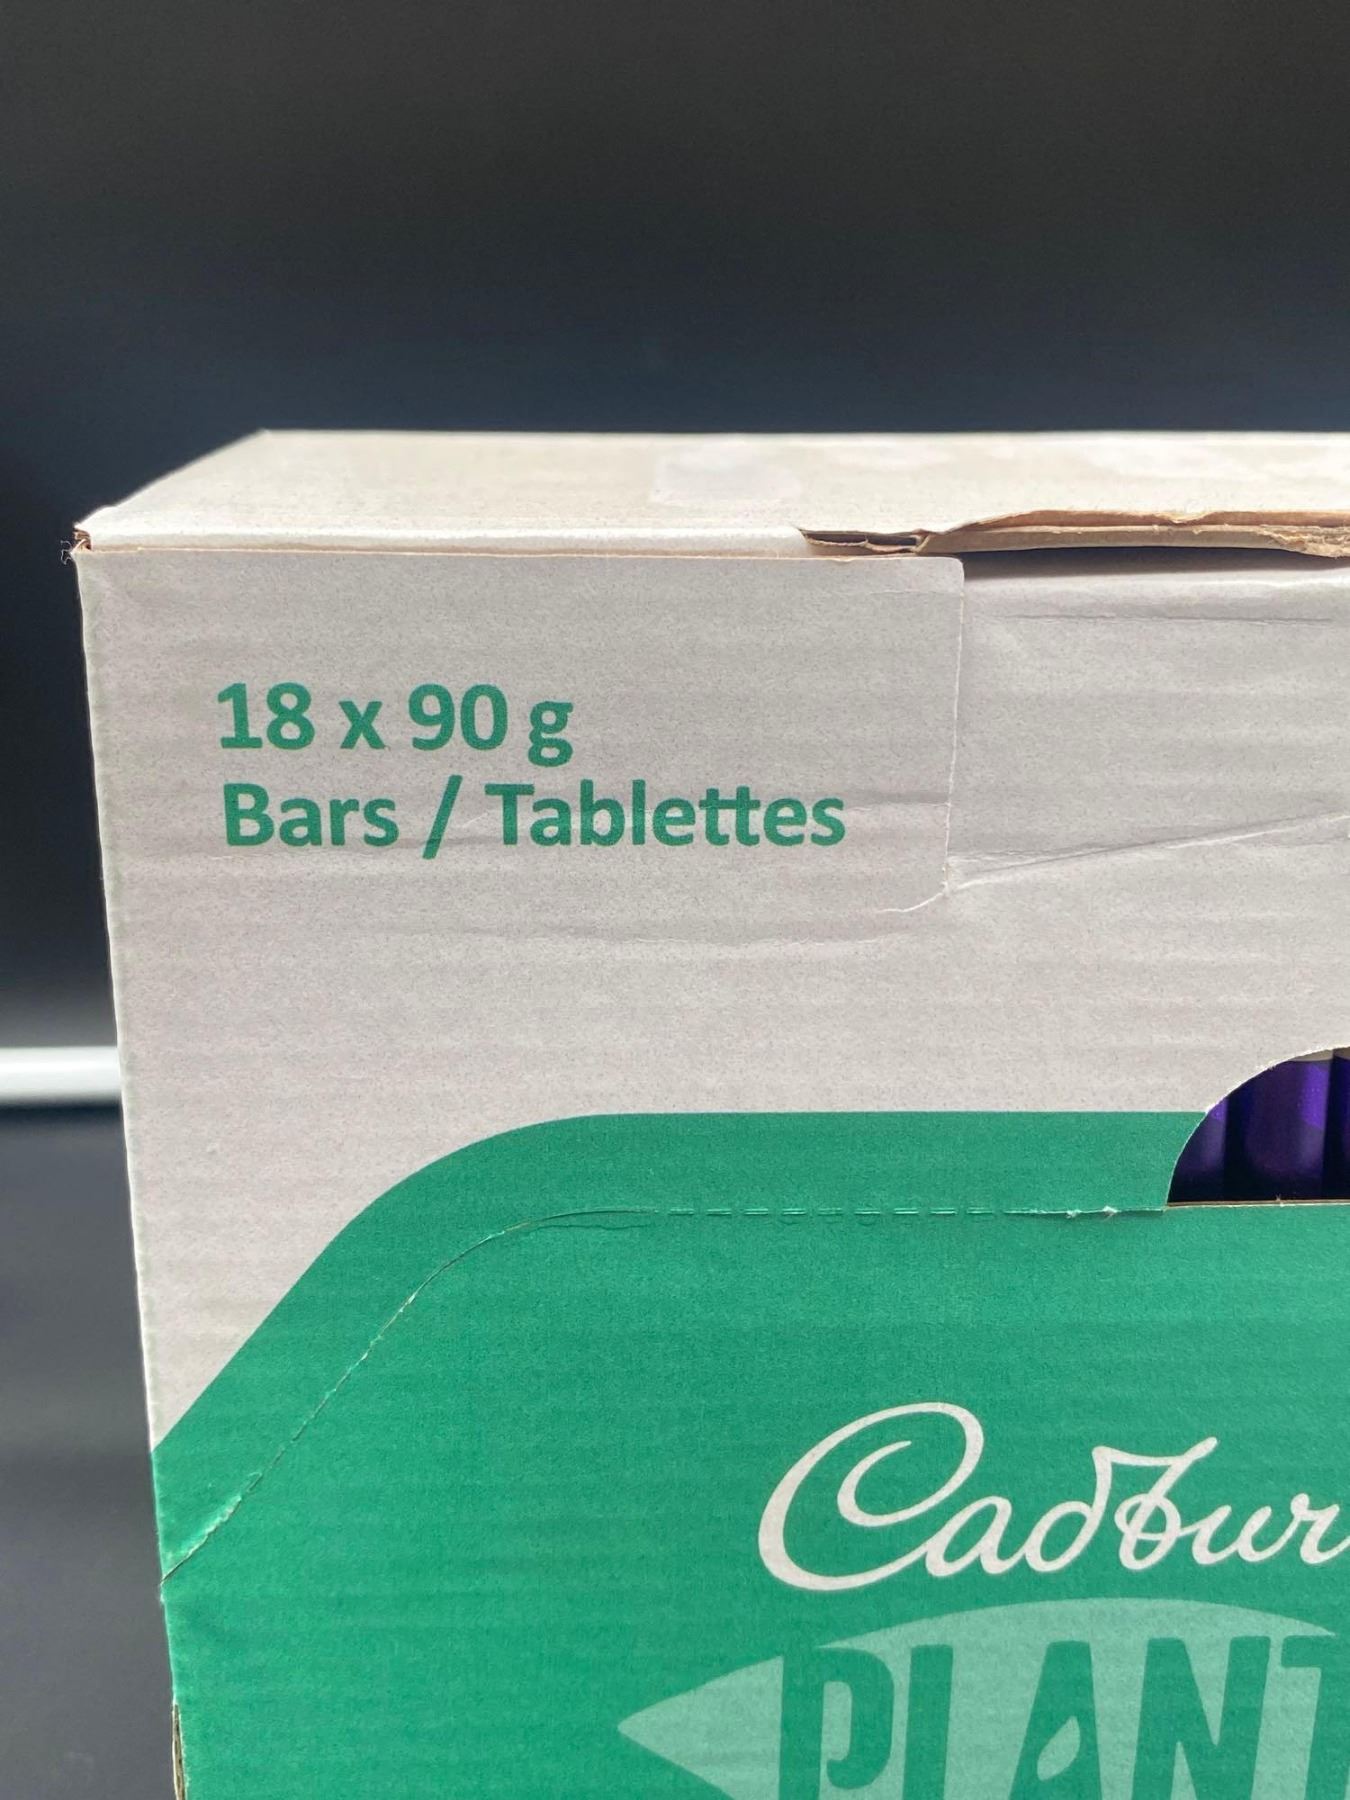 18 x 90 g
Bars / Tablettes
Cadbur
PLANT